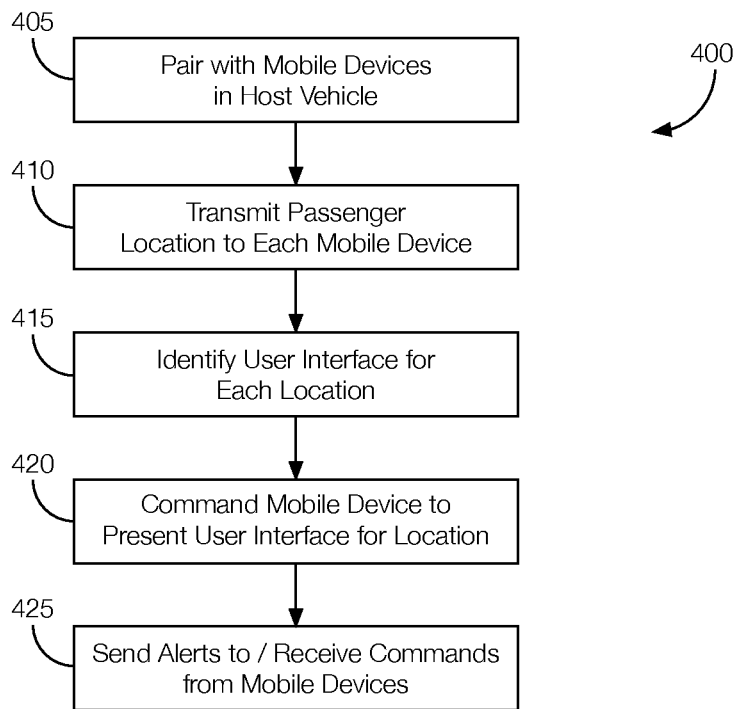 405
Pair with Mobile Devices
in Host Vehicle
400
410
Transmit Passenger
Location to Each Mobile Device
415
Identify User Interface for
Each Location
420
Command Mobile Device to
Present User Interface for Location
425
Send Alerts to / Receive Commands
from Mobile Devices